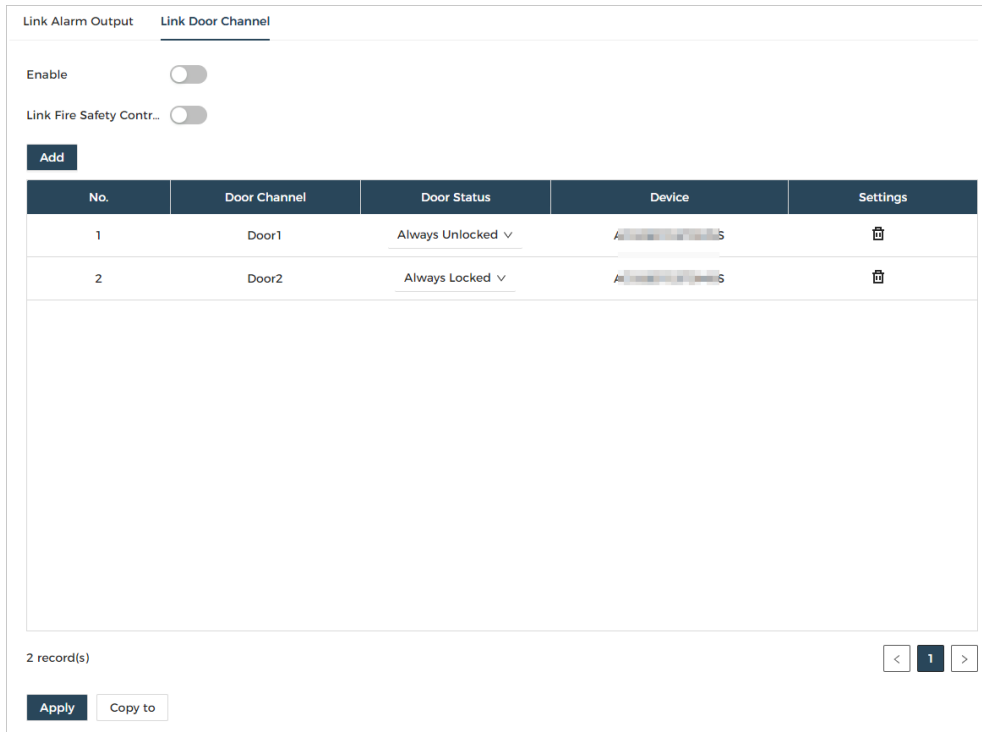 Link Alarm Output Link Door Channel
Enable
Link Fire Safety Contr...
Add
No. Door Channel Door Status Device Settings
1 Door1 Always Unlocked
2 Door2 Always Locked
2 record(s)
< 1 >
Apply Copy to